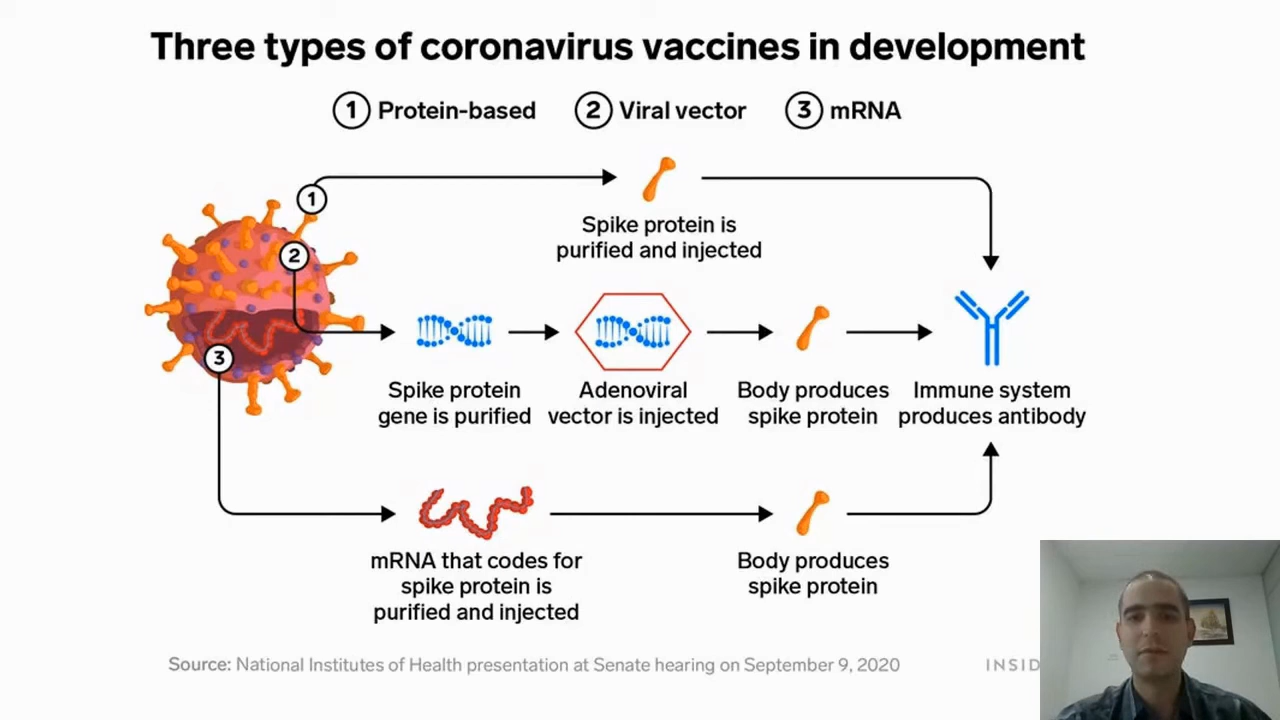 Three types of coronavirus vaccines in development
1 Protein-based 2 Viral vector 3 mRNA
1
Spike protein is
purified and injected
2
Spike protein
gene is purified
Adenoviral
vector is injected
Body produces
spike protein
Immune system
produces antibody
3
mRNA that codes for
spike protein is
purified and injected
Body produces
spike protein
Source: National Institutes of Health presentation at Senate hearing on September 9, 2020
INSID